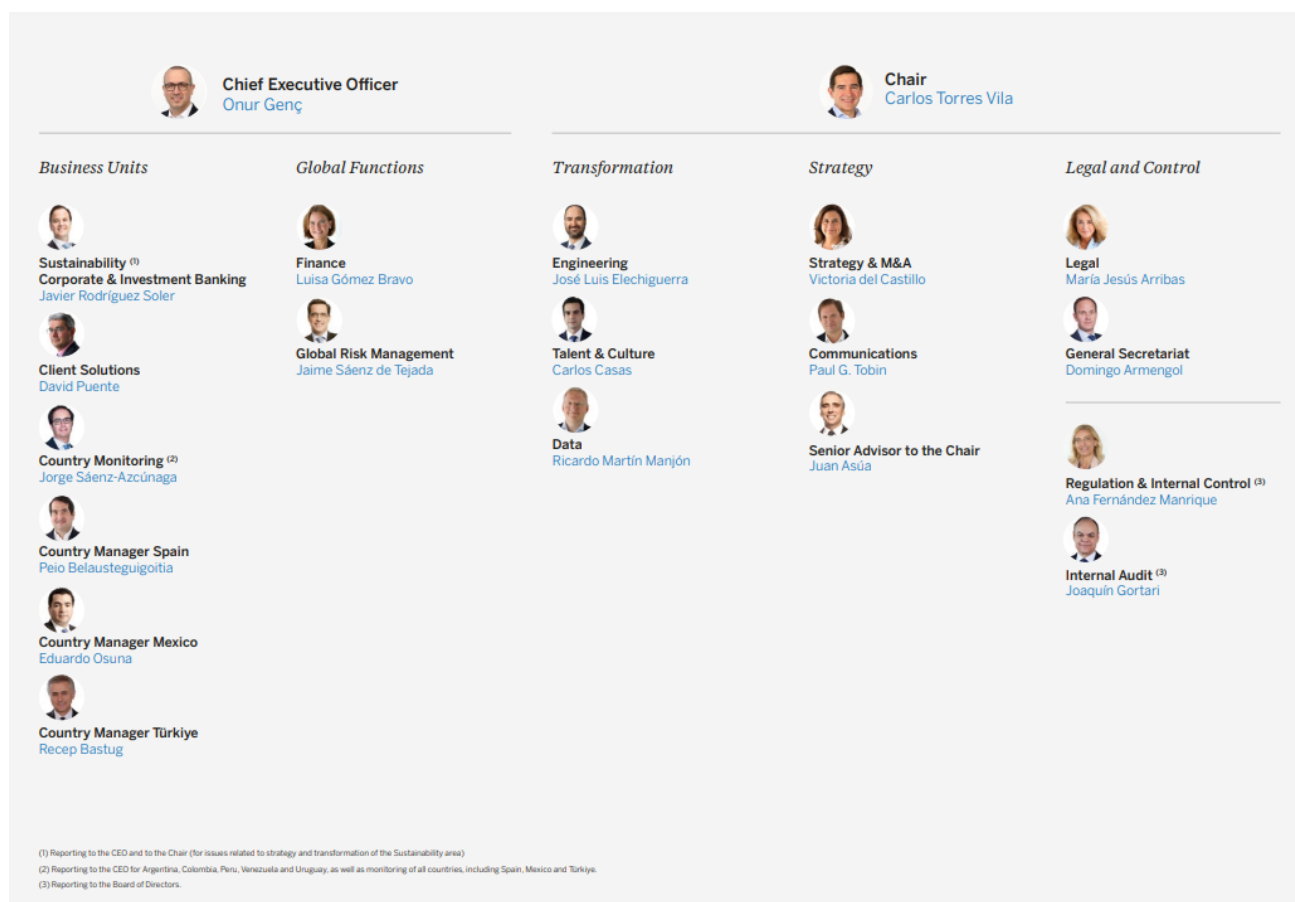 Chief Executive Officer
Onur Genç
Chair
Carlos Torres Vila
Business Units
Sustainability (1)
Corporate & Investment Banking
Javier Rodríguez Soler
Client Solutions
David Puente
Country Monitoring (2)
Jorge Sáenz-Azcúnaga
Country Manager Spain
Peio Belausteguigoitia
Country Manager Mexico
Eduardo Osuna
Country Manager Türkiye
Recep Bastug
Global Functions
Finance
Luisa Gómez Bravo
Global Risk Management
Jaime Sáenz de Tejada
Transformation
Engineering
José Luis Elechiguerra
Talent & Culture
Carlos Casas
Data
Ricardo Martín Manjón
Strategy
Strategy & M&A
Victoria del Castillo
Communications
Paul G. Tobin
Senior Advisor to the Chair
Juan Asúa
Legal and Control
Legal
María Jesús Arribas
General Secretariat
Domingo Armengol
Regulation & Internal Control (3)
Ana Fernández Manrique
Internal Audit (3)
Joaquín Gortari
(1) Reporting to the CEO and to the Chair (for issues related to strategy and transformation of the Sustainability area)
(2) Reporting to the CEO for Argentina, Colombia, Peru, Venezuela and Uruguay, as well as monitoring of all countries, including Spain, Mexico and Türkiye.
(3) Reporting to the Board of Directors.